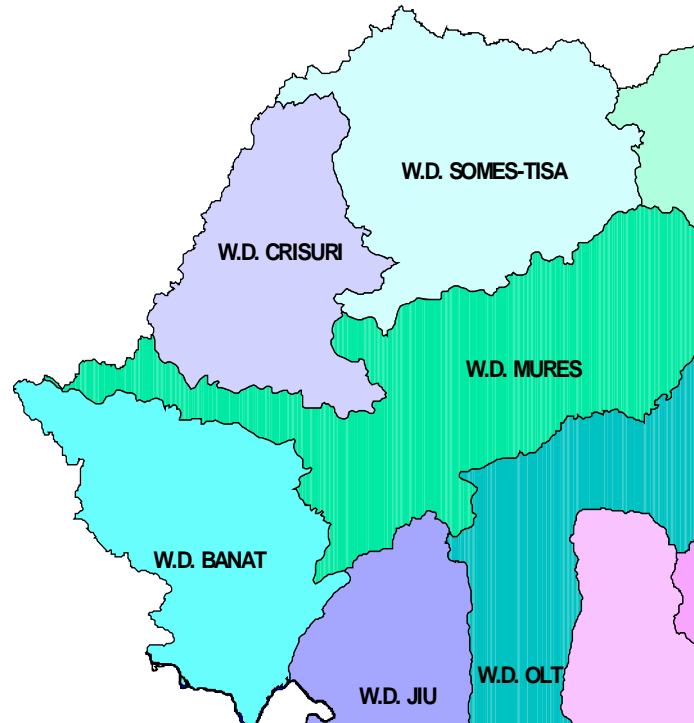 W.D. SOMES-TISA
W.D. CRISURI
W.D. MURES
W.D. BANAT
W.D. OLT
W.D. JIU